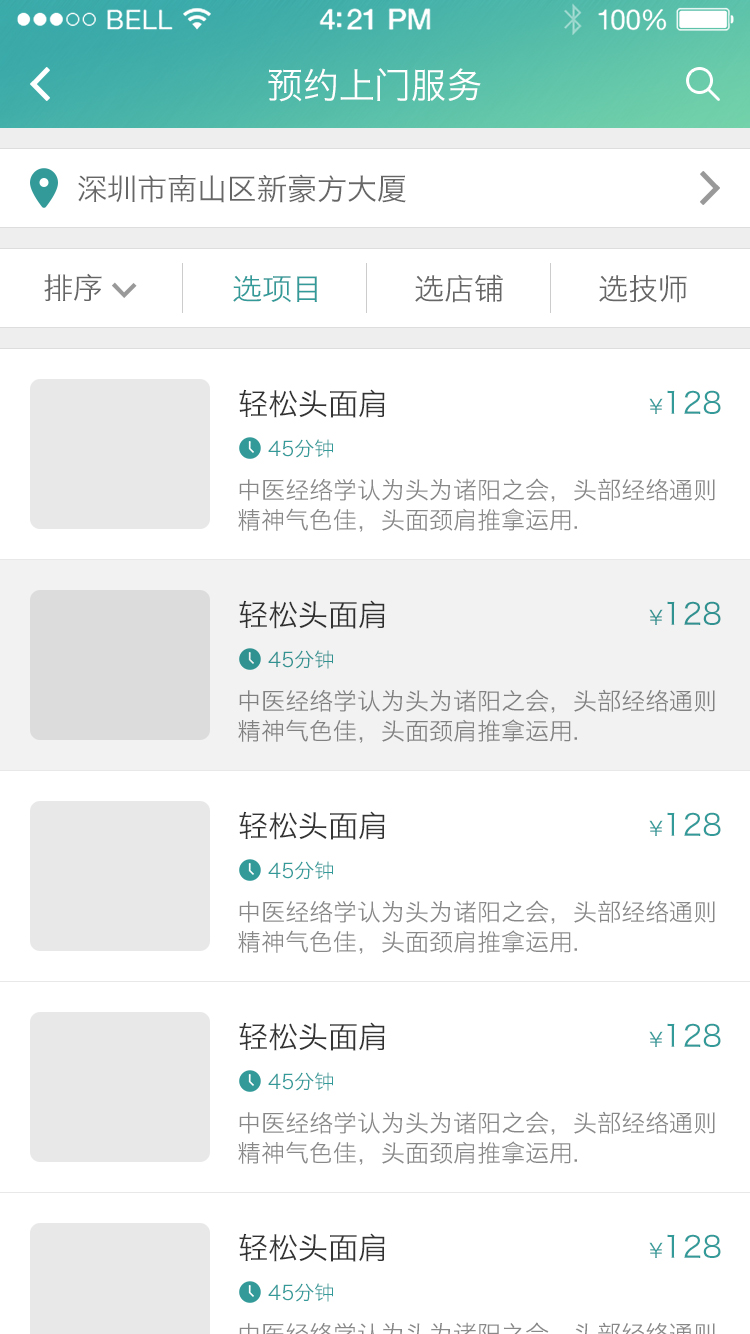 BELL 4:21 PM 100%
预约上门服务
深圳市南山区新豪方大厦
排序 选项目 选店铺 选技师
轻松头面肩 ¥128
45分钟
中医经络学认为头为诸阳之会，头部经络通则
精神气色佳，头面颈肩推拿运用.
轻松头面肩 ¥128
45分钟
中医经络学认为头为诸阳之会，头部经络通则
精神气色佳，头面颈肩推拿运用.
轻松头面肩 ¥128
45分钟
中医经络学认为头为诸阳之会，头部经络通则
精神气色佳，头面颈肩推拿运用.
轻松头面肩 ¥128
45分钟
中医经络学认为头为诸阳之会，头部经络通则
精神气色佳，头面颈肩推拿运用.
轻松头面肩 ¥128
45分钟